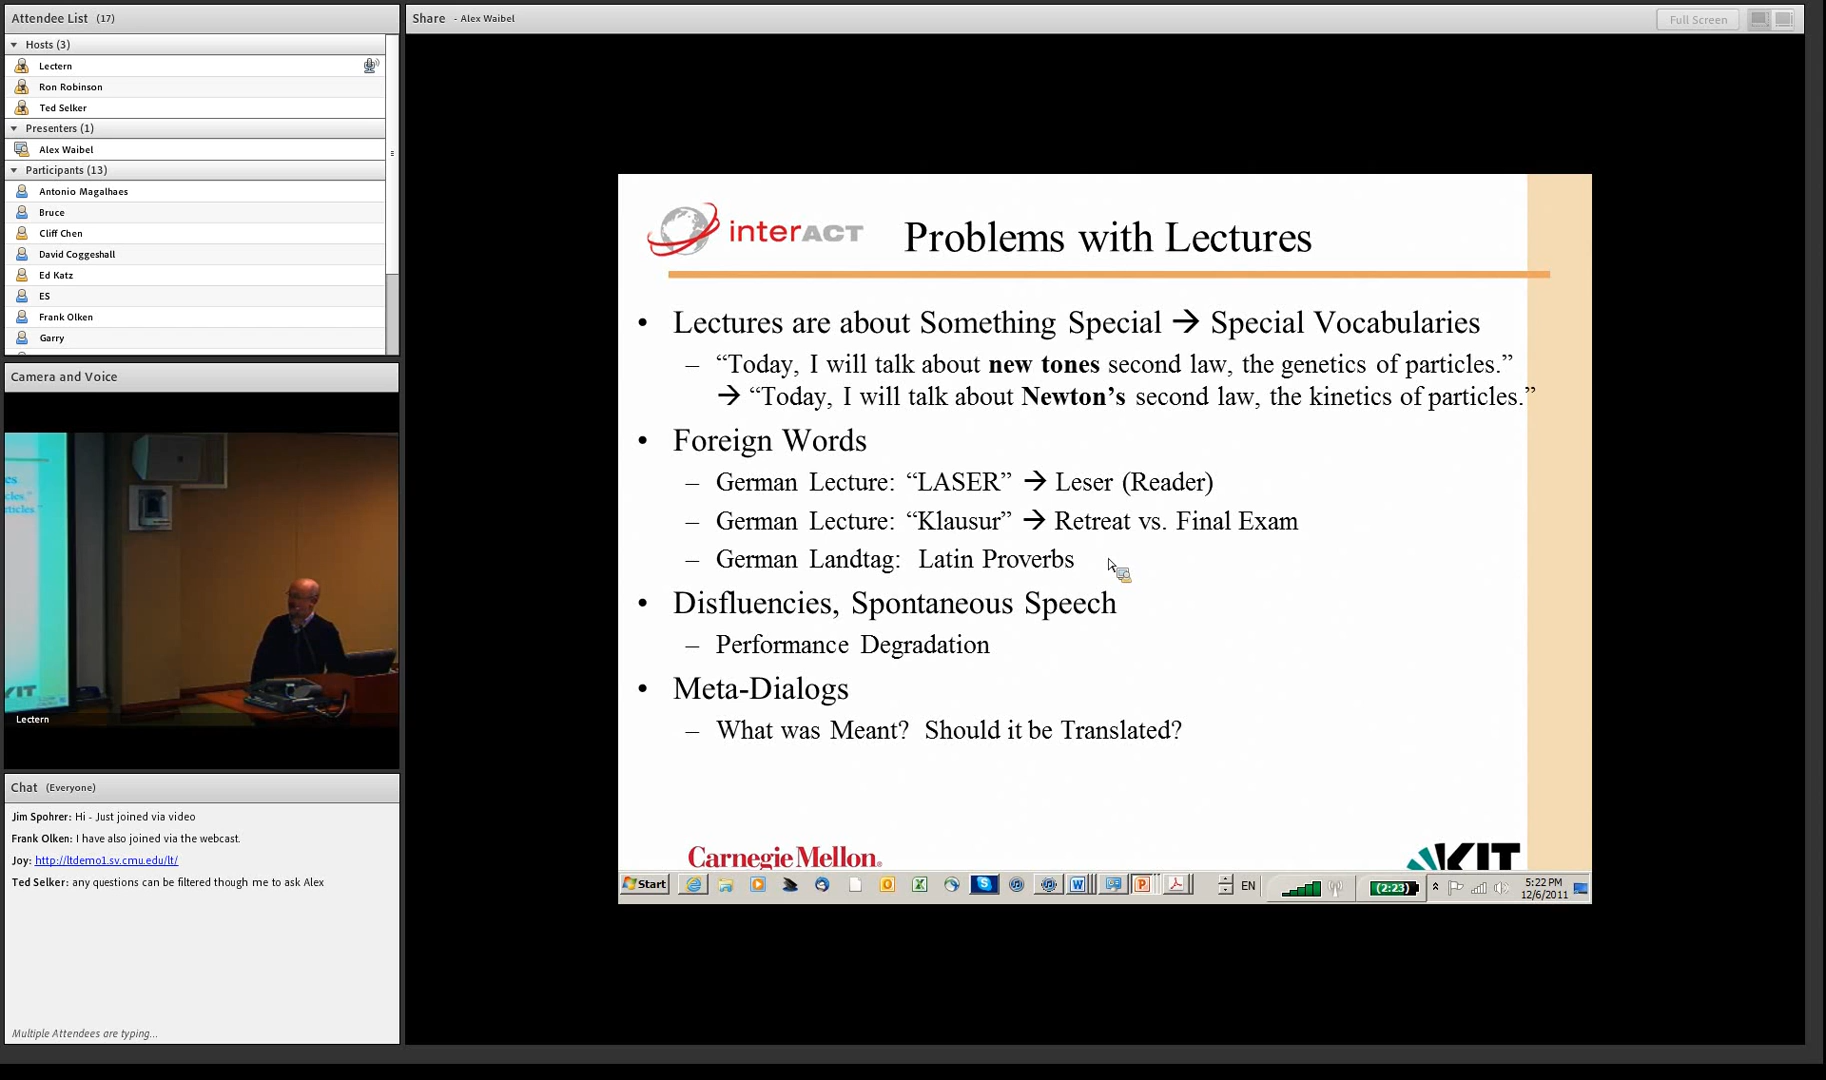 Attendee List (17)
Hosts (3)
Lectern
Ron Robinson
Ted Selker
Presenters (1)
Alex Waibel
Participants (13)
Antonio Magalhaes
Bruce
Cliff Chen
David Coggeshall
Ed Katz
ES
Frank Olken
Garry
Camera and Voice
Lectern
Chat (Everyone)
Jim Spohrer: Hi - Just joined via video
Frank Olken: I have also joined via the webcast.
Joy: http://ltdemo1.sv.cmu.edu/lt/
Ted Selker: any questions can be filtered though me to ask Alex
Multiple Attendees are typing...
Share - Alex Waibel
Full Screen
interACT
Problems with Lectures
• Lectures are about Something Special → Special Vocabularies
– “Today, I will talk about new tones second law, the genetics of particles.”
→ “Today, I will talk about Newton’s second law, the kinetics of particles.”
• Foreign Words
– German Lecture: “LASER” → Leser (Reader)
– German Lecture: “Klausur” → Retreat vs. Final Exam
– German Landtag: Latin Proverbs
• Disfluencies, Spontaneous Speech
– Performance Degradation
• Meta-Dialogs
– What was Meant? Should it be Translated?
Carnegie Mellon®
KIT
Start
EN
(2:23)
5:22 PM
12/6/2011